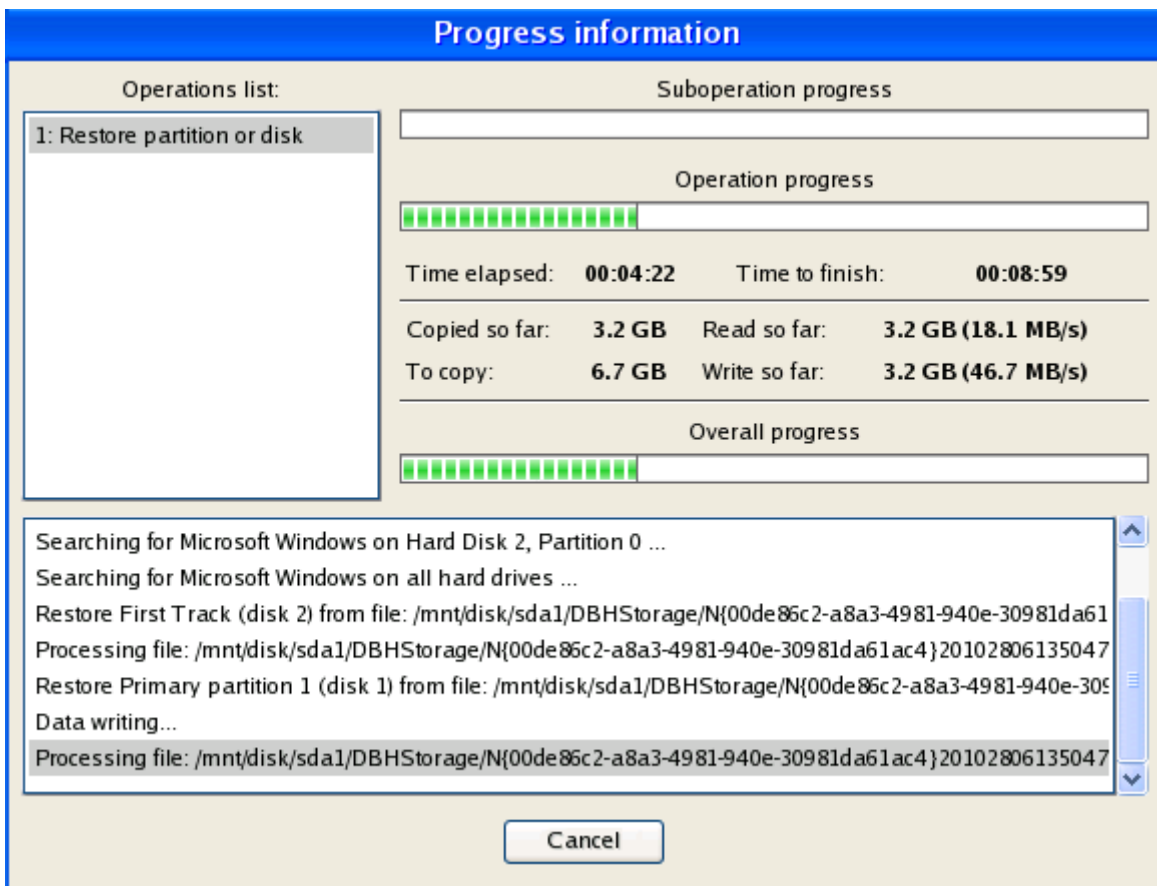 Progress information
Operations list:
1: Restore partition or disk
Suboperation progress
Operation progress
Time elapsed: 00:04:22 Time to finish: 00:08:59
Copied so far: 3.2 GB Read so far: 3.2 GB (18.1 MB/s)
To copy: 6.7 GB Write so far: 3.2 GB (46.7 MB/s)
Overall progress
Searching for Microsoft Windows on Hard Disk 2, Partition 0 ...
Searching for Microsoft Windows on all hard drives ...
Restore First Track (disk 2) from file: /mnt/disk/sda1/DBHStorage/N{00de86c2-a8a3-4981-940e-30981da61
Processing file: /mnt/disk/sda1/DBHStorage/N{00de86c2-a8a3-4981-940e-30981da61ac4}20102806135047
Restore Primary partition 1 (disk 1) from file: /mnt/disk/sda1/DBHStorage/N{00de86c2-a8a3-4981-940e-309
Data writing...
Processing file: /mnt/disk/sda1/DBHStorage/N{00de86c2-a8a3-4981-940e-30981da61ac4}20102806135047
Cancel